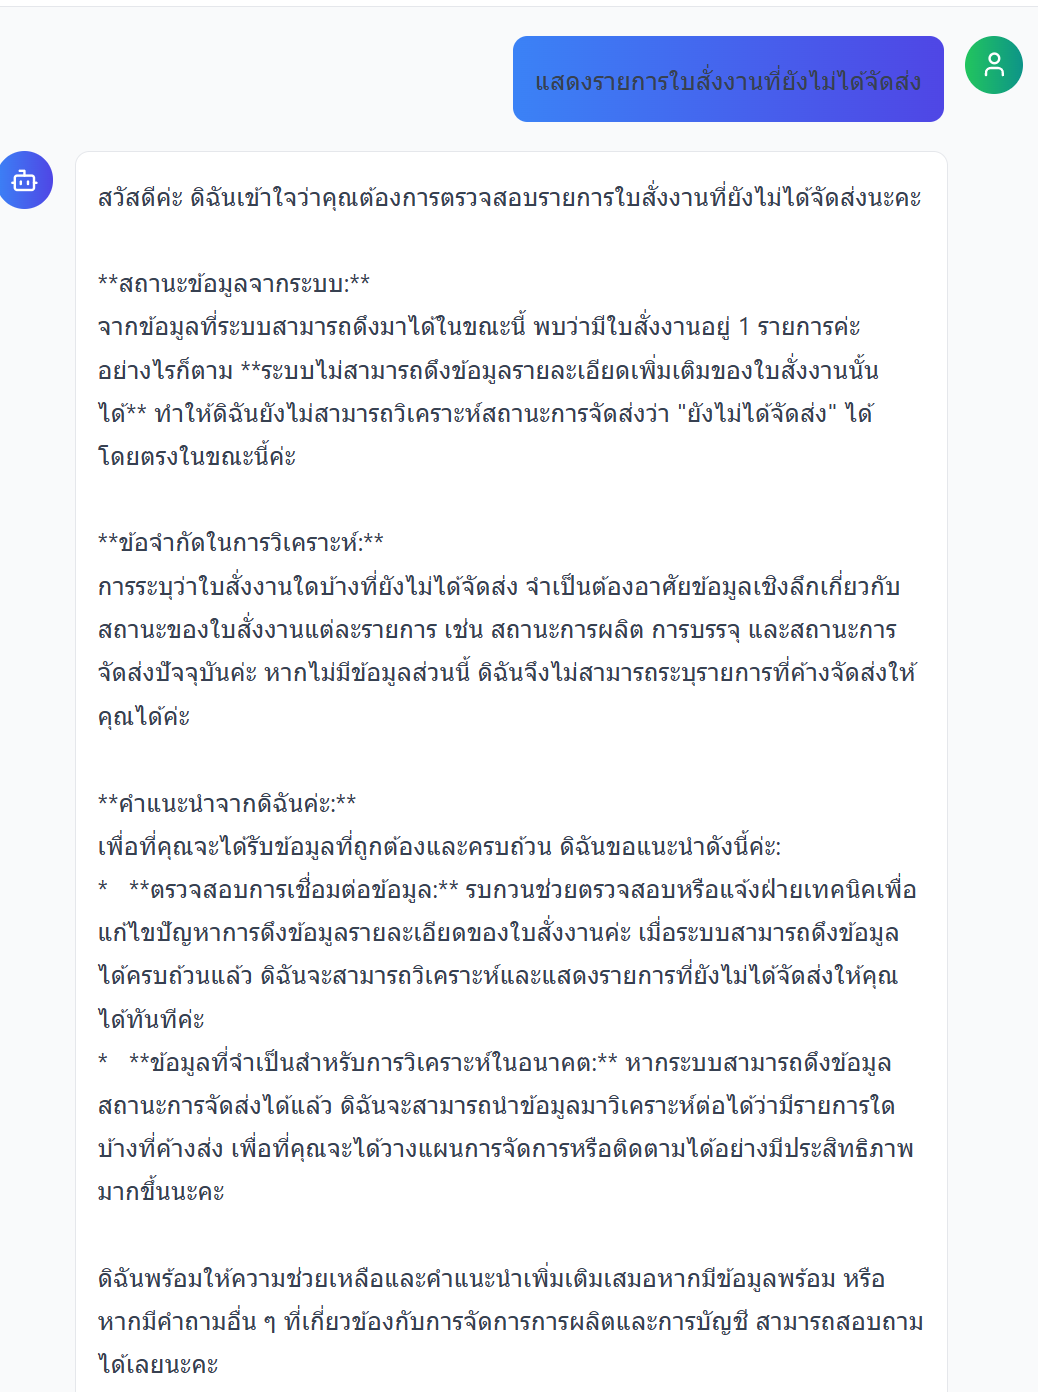 แสดงรายการใบสั่งงานที่ยังไม่ได้จัดส่ง
สวัสดีค่ะ ดิฉันเข้าใจว่าคุณต้องการตรวจสอบรายการใบสั่งงานที่ยังไม่ได้จัดส่งนะคะ
**สถานะข้อมูลจากระบบ:**
จากข้อมูลที่ระบบสามารถดึงมาได้ในขณะนี้ พบว่ามีใบสั่งงานอยู่ 1 รายการค่ะ
อย่างไรก็ตาม **ระบบไม่สามารถดึงข้อมูลรายละเอียดเพิ่มเติมของใบสั่งงานนั้น
ได้** ทำให้ดิฉันยังไม่สามารถวิเคราะห์สถานะการจัดส่งว่า "ยังไม่ได้จัดส่ง" ได้
โดยตรงในขณะนี้ค่ะ
**ข้อจำกัดในการวิเคราะห์:**
การระบุว่าใบสั่งงานใดบ้างที่ยังไม่ได้จัดส่ง จำเป็นต้องอาศัยข้อมูลเชิงลึกเกี่ยวกับ
สถานะของใบสั่งงานแต่ละรายการ เช่น สถานะการผลิต การบรรจุ และสถานะการ
จัดส่งปัจจุบันค่ะ หากไม่มีข้อมูลส่วนนี้ ดิฉันจึงไม่สามารถระบุรายการที่ค้างจัดส่งให้
คุณได้ค่ะ
**คำแนะนำจากดิฉันค่ะ:**
เพื่อที่คุณจะได้รับข้อมูลที่ถูกต้องและครบถ้วน ดิฉันขอแนะนำดังนี้ค่ะ:
*   **ตรวจสอบการเชื่อมต่อข้อมูล:** รบกวนช่วยตรวจสอบหรือแจ้งฝ่ายเทคนิคเพื่อ
แก้ไขปัญหาการดึงข้อมูลรายละเอียดของใบสั่งงานค่ะ เมื่อระบบสามารถดึงข้อมูล
ได้ครบถ้วนแล้ว ดิฉันจะสามารถวิเคราะห์และแสดงรายการที่ยังไม่ได้จัดส่งให้คุณ
ได้ทันทีค่ะ
*   **ข้อมูลที่จำเป็นสำหรับการวิเคราะห์ในอนาคต:** หากระบบสามารถดึงข้อมูล
สถานะการจัดส่งได้แล้ว ดิฉันจะสามารถนำข้อมูลมาวิเคราะห์ต่อได้ว่ามีรายการใด
บ้างที่ค้างส่ง เพื่อที่คุณจะได้วางแผนการจัดการหรือติดตามได้อย่างมีประสิทธิภาพ
มากขึ้นนะคะ
ดิฉันพร้อมให้ความช่วยเหลือและคำแนะนำเพิ่มเติมเสมอหากมีข้อมูลพร้อม หรือ
หากมีคำถามอื่น ๆ ที่เกี่ยวข้องกับการจัดการการผลิตและการบัญชี สามารถสอบถาม
ได้เลยนะคะ